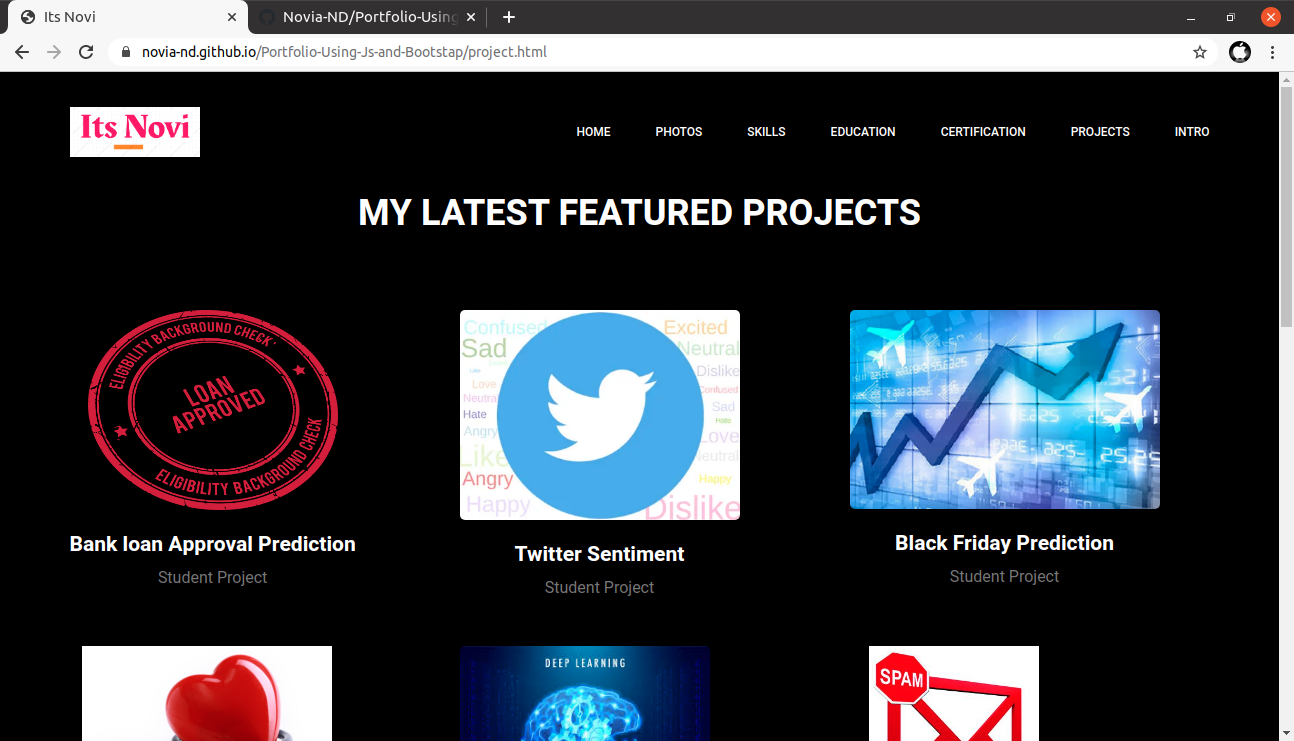 Its Novi
Novia-ND/Portfolio-Using
novia-nd.github.io/Portfolio-Using-Js-and-Bootstap/project.html
Its Novi
HOME PHOTOS SKILLS EDUCATION CERTIFICATION PROJECTS INTRO
MY LATEST FEATURED PROJECTS
ELIGIBILITY BACKGROUND CHECK
LOAN
APPROVED
ELIGIBILITY BACKGROUND CHECK
Confused
Excited
Sad
Neutral
Dislike
Love
Confused
Neutral
Sad
Hate
Angry
Love
Like
Neutral
Angry
Happy
Happy
Dislike
Bank loan Approval Prediction
Student Project
Twitter Sentiment
Student Project
Black Friday Prediction
Student Project
DEEP LEARNING
SPAM